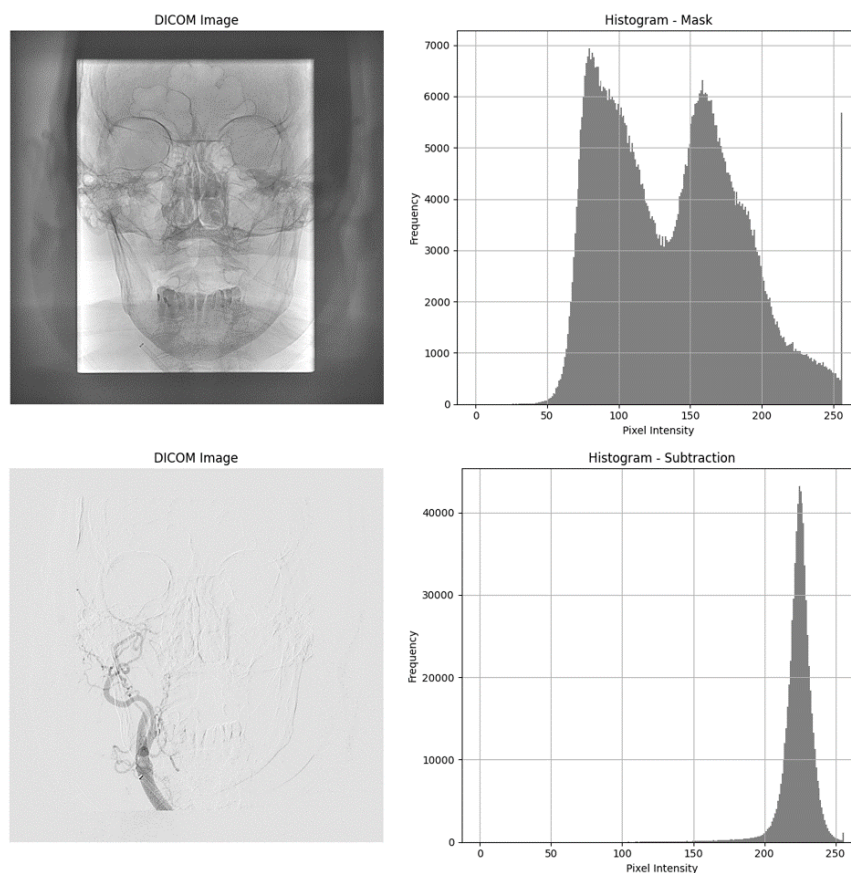 DICOM Image
Histogram - Mask
7000
6000
5000
4000
3000
2000
1000
0
Frequency
0 50 100 150 200 250
Pixel Intensity
DICOM Image
Histogram - Subtraction
40000
30000
20000
10000
0
Frequency
0 50 100 150 200 250
Pixel Intensity